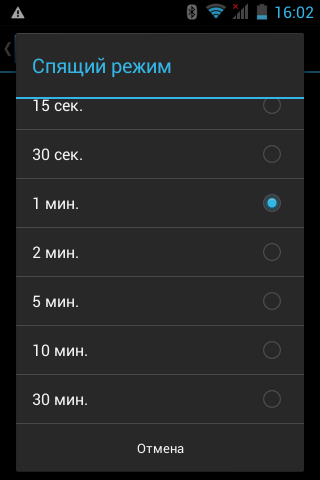 16:02
Спящий режим
15 сек.
30 сек.
1 мин.
2 мин.
5 мин.
10 мин.
30 мин.
Отмена